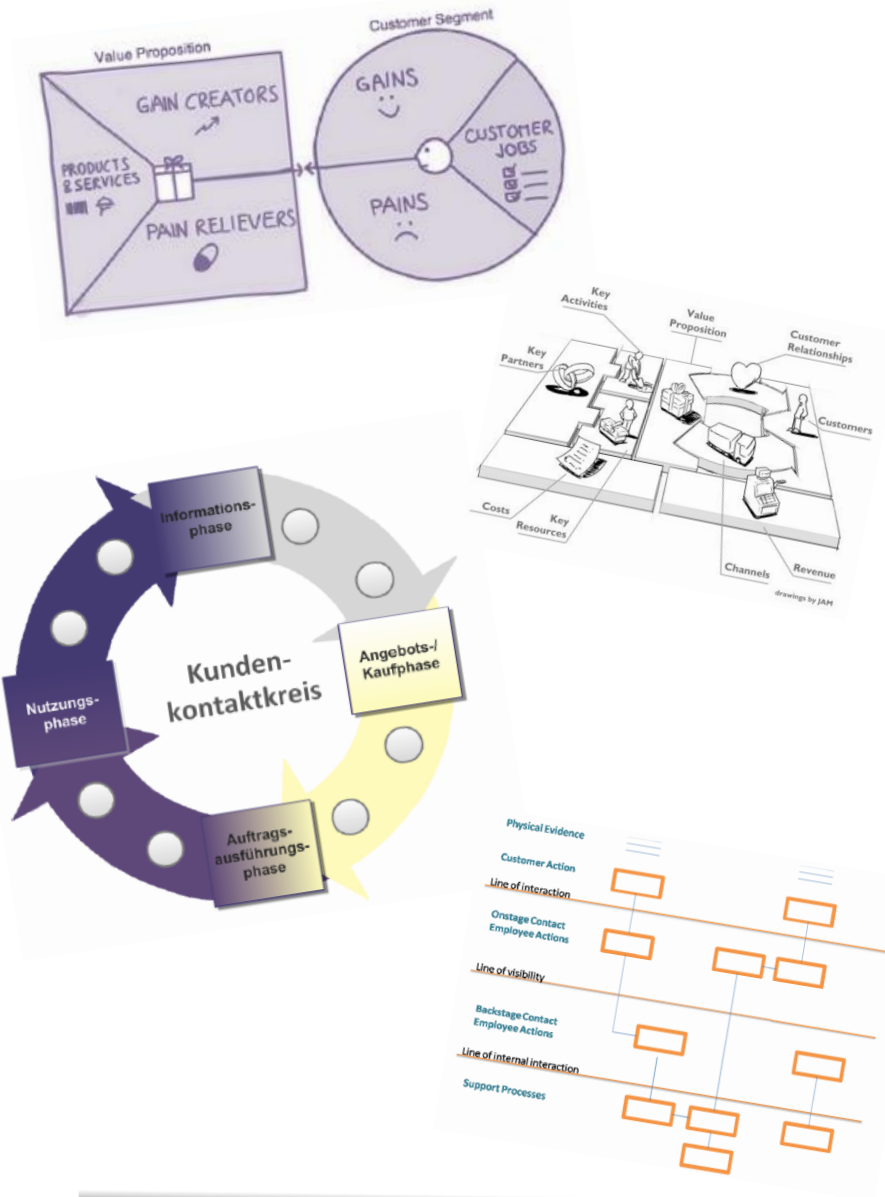 Value Proposition
Customer Segment
GAIN CREATORS
PRODUCTS
& SERVICES
PAIN RELIEVERS
GAINS
CUSTOMER
JOBS
PAINS
Key
Activities
Value
Proposition
Customer
Relationships
Key
Partners
Customers
Costs
Key
Resources
Channels
Revenue
drawings by JAM
Informations-
phase
Angebots-/
Kaufphase
Kunden-
kontaktkreis
Nutzungs-
phase
Auftrags-
ausführungs-
phase
Physical Evidence
Customer Action
Line of interaction
Onstage Contact
Employee Actions
Line of visibility
Backstage Contact
Employee Actions
Line of internal interaction
Support Processes